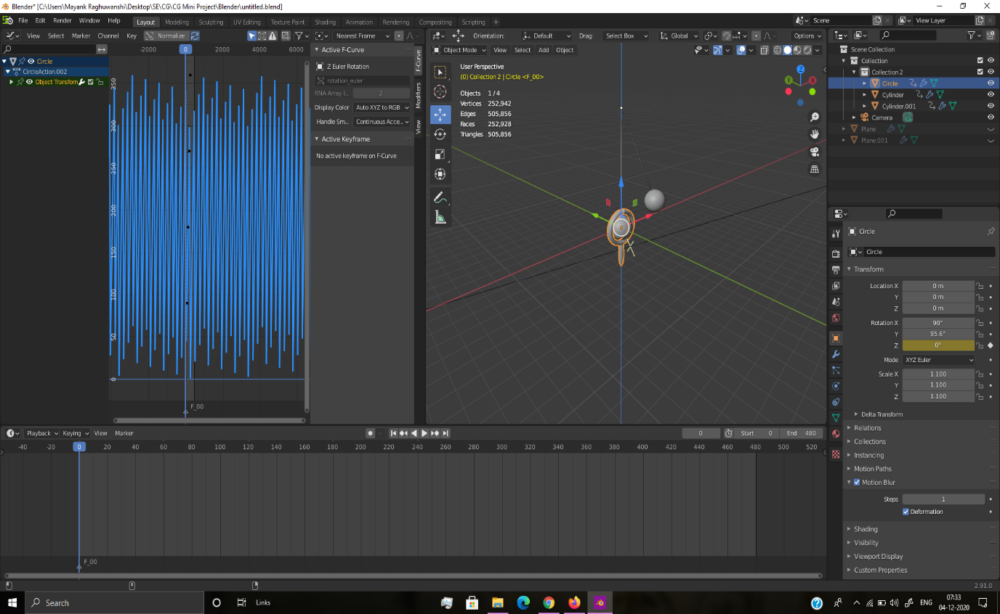 Blender* [C:\Users\Mayank Raghuwanshi\Desktop\SE\CG\CG Mini Project\Blender\untitled.blend]
File Edit Render Window Help
Layout Modeling Sculpting UV Editing Texture Paint Shading Animation Rendering Compositing Scripting +
Scene
View Layer
View Select Marker Channel Key Normalize Nearest Frame
Orientation: Default Drag: Select Box Global Options
-2000 0 2000 4000 6000
Circle
CircleAction.002
Object Transform
350
300
250
200
150
100
50
0
F_00
Active F-Curve
Z Euler Rotation
rotation_euler
RNA Array I... 2
Display Color Auto XYZ to RGB
Handle Sm... Continuous Acce...
Active Keyframe
No active keyframe on F-Curve
F-Curve
Modifiers
View
Object Mode View Select Add Object
User Perspective
(0) Collection 2 | Circle <F_00>
Objects 1/4
Vertices 252,942
Edges 505,856
Faces 252,928
Triangles 505,856
Z
Y
X
Scene Collection
Collection
Collection 2
Circle
Cylinder
Cylinder.001
Camera
Plane
Plane.001
Circle
Circle
Transform
Location X 0 m
Y 0 m
Z 0 m
Rotation X 90°
Y 95.6°
Z 0°
Mode XYZ Euler
Scale X 1.100
Y 1.100
Z 1.100
Delta Transform
Relations
Collections
Instancing
Motion Paths
Motion Blur
Steps 1
Deformation
Shading
Visibility
Viewport Display
Custom Properties
Playback Keying View Marker
0 Start 0 End 480
-40 -20 0 20 40 60 80 100 120 140 160 180 200 220 240 260 280 300 320 340 360 380 400 420 440 460 480 500 520
F_00
2.91.0
Search
Links
ENG
07:33
04-12-2020